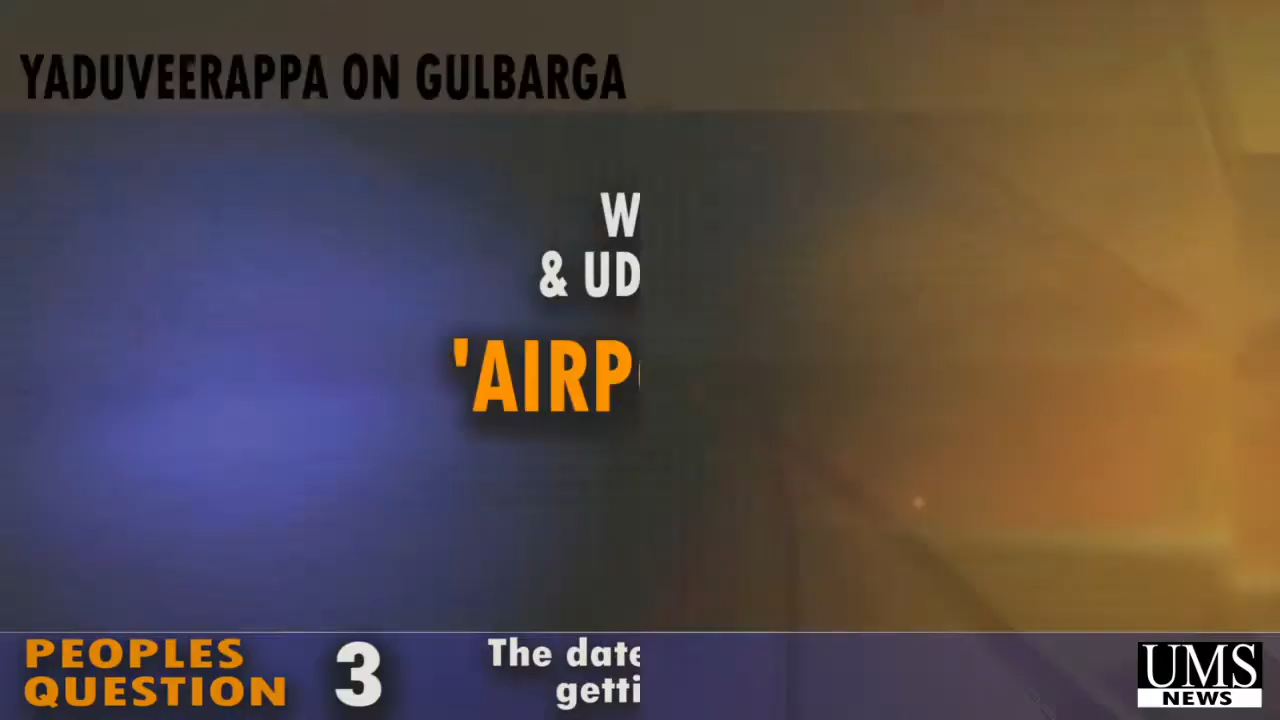 YADUVEERAPPA ON GULBARGA
W
& UD
'AIRP
PEOPLES
QUESTION
3
The date
getti
UMS
NEWS